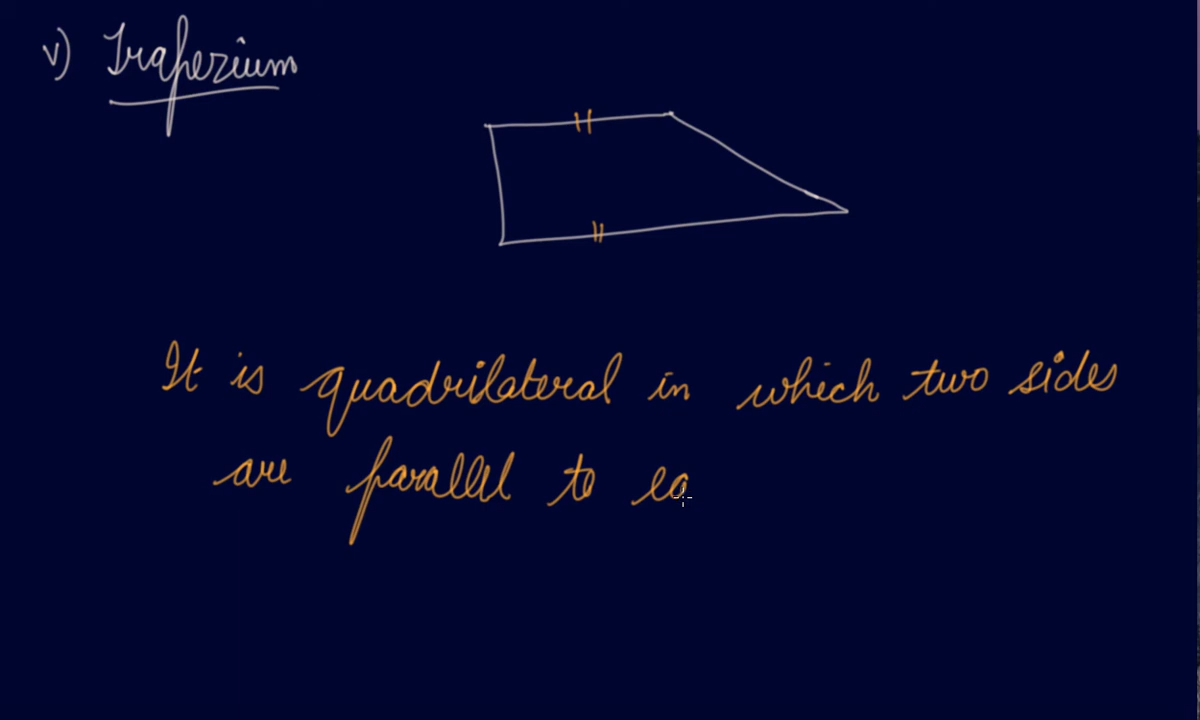 v) Trapezium
It is quadrilateral in which two sides
are parallel to ea